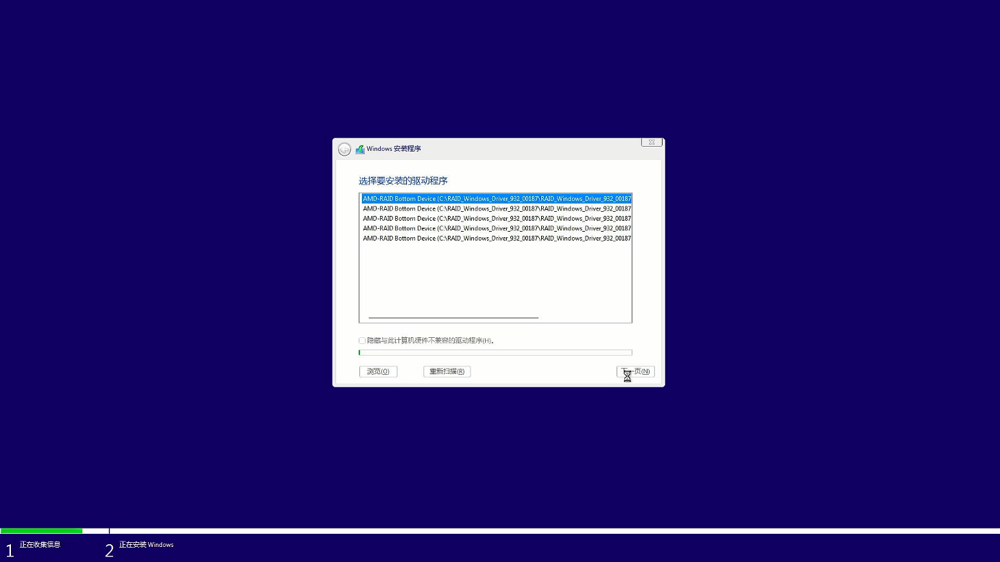 Windows 安装程序
选择要安装的驱动程序
AMD-RAID Bottom Device (C:\RAID_Windows_Driver_932_00187\RAID_Windows_Driver_932_00187
AMD-RAID Bottom Device (C:\RAID_Windows_Driver_932_00187\RAID_Windows_Driver_932_00187
AMD-RAID Bottom Device (C:\RAID_Windows_Driver_932_00187\RAID_Windows_Driver_932_00187
AMD-RAID Bottom Device (C:\RAID_Windows_Driver_932_00187\RAID_Windows_Driver_932_00187
AMD-RAID Bottom Device (C:\RAID_Windows_Driver_932_00187\RAID_Windows_Driver_932_00187
隐藏与此计算机硬件不兼容的驱动程序(H)。
浏览(O) 重新扫描(R) 下一页(N)
1 正在收集信息 2 正在安装 Windows